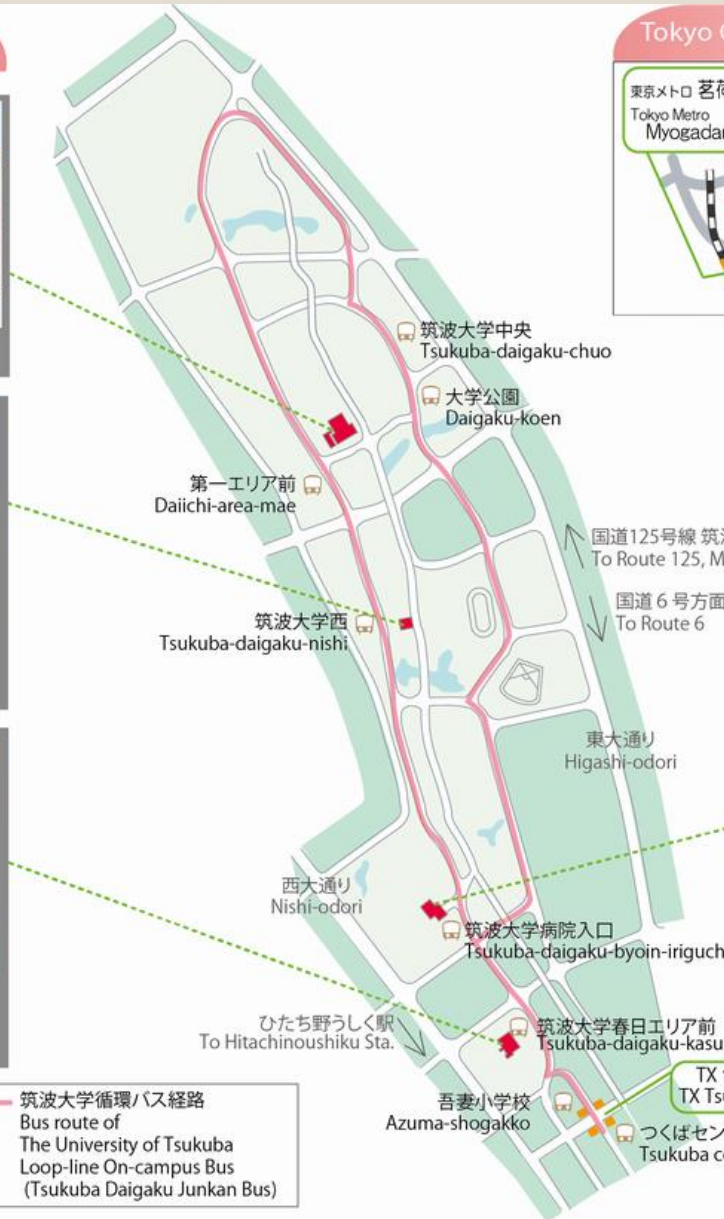 Tokyo
東京メトロ
Tokyo Metro
筑波大学中央
Tsukuba-daigaku-chuo
大学公園
Daigaku-koen
第一エリア前
Daiichi-area-mae
国道125号線
To Route 125,
筑波大学西
Tsukuba-daigaku-nishi
国道6号方面
To Route 6
東大通り
Higashi-odori
西大通り
Nishi-odori
筑波大学病院入口
Tsukuba-daigaku-byoin-iriguch
ひたち野うしく駅
To Hitachinoushiku Sta.
筑波大学春日エリア前
Tsukuba-daigaku-kasu
TX
TX Tsu
吾妻小学校
Azuma-shogakko
つくばセン
Tsukuba
筑波大学循環バス経路
Bus route of
The University of Tsukuba
Loop-line On-campus Bus
(Tsukuba Daigaku Junkan Bus)